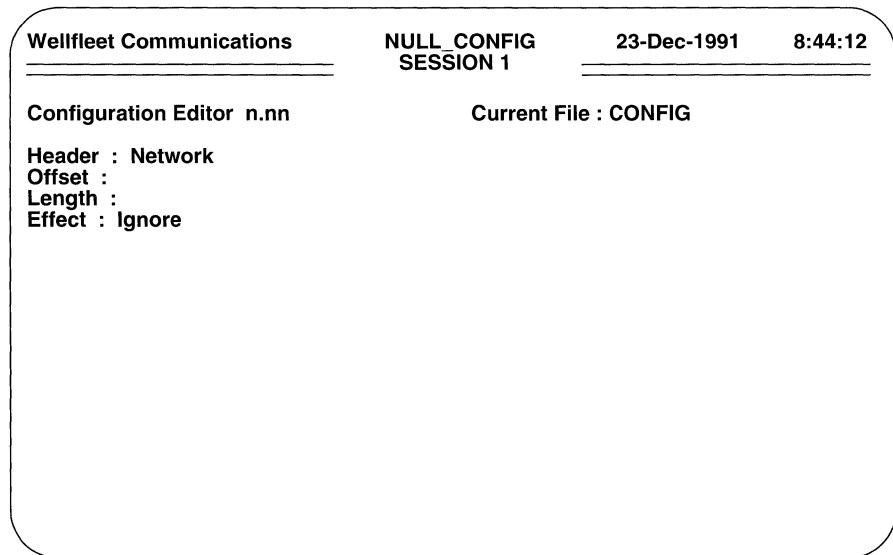 Wellfleet Communications NULL_CONFIG 23-Dec-1991 8:44:12
SESSION 1
Configuration Editor n.nn Current File : CONFIG
Header : Network
Offset :
Length :
Effect : Ignore